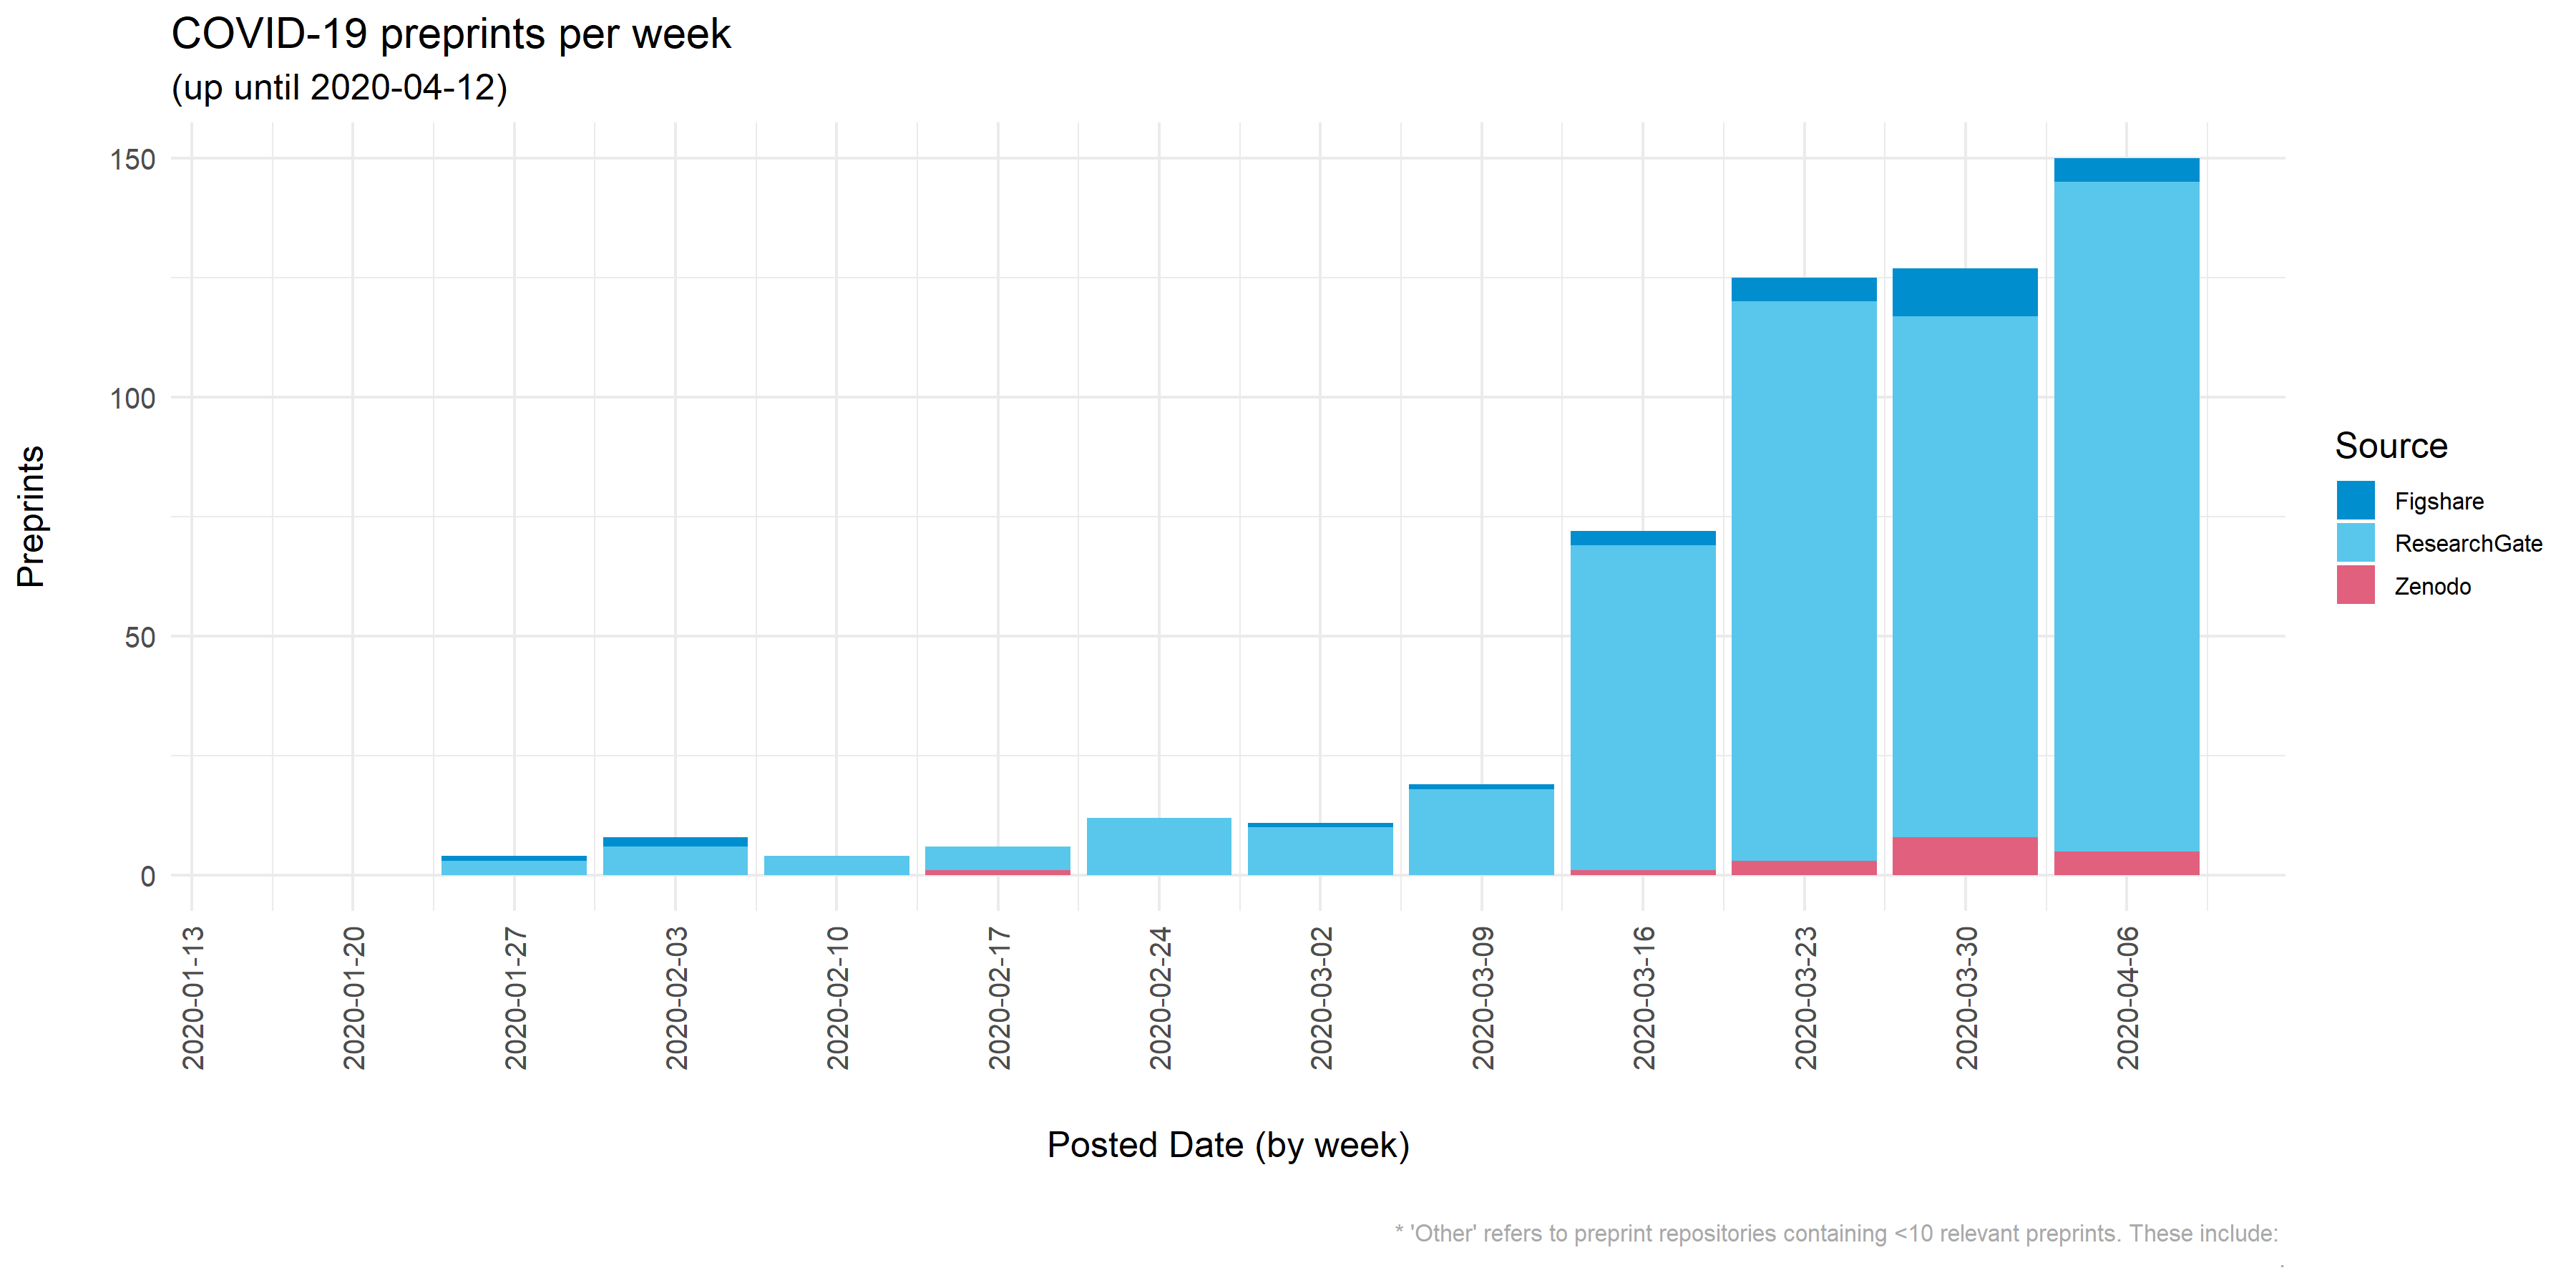 COVID-19 preprints per week
(up until 2020-04-12)
Preprints
150
100
50
0
2020-01-13
2020-01-20
2020-01-27
2020-02-03
2020-02-10
2020-02-17
2020-02-24
2020-03-02
2020-03-09
2020-03-16
2020-03-23
2020-03-30
2020-04-06
Posted Date (by week)
Source
Figshare
ResearchGate
Zenodo
* 'Other' refers to preprint repositories containing <10 relevant preprints. These include:
.